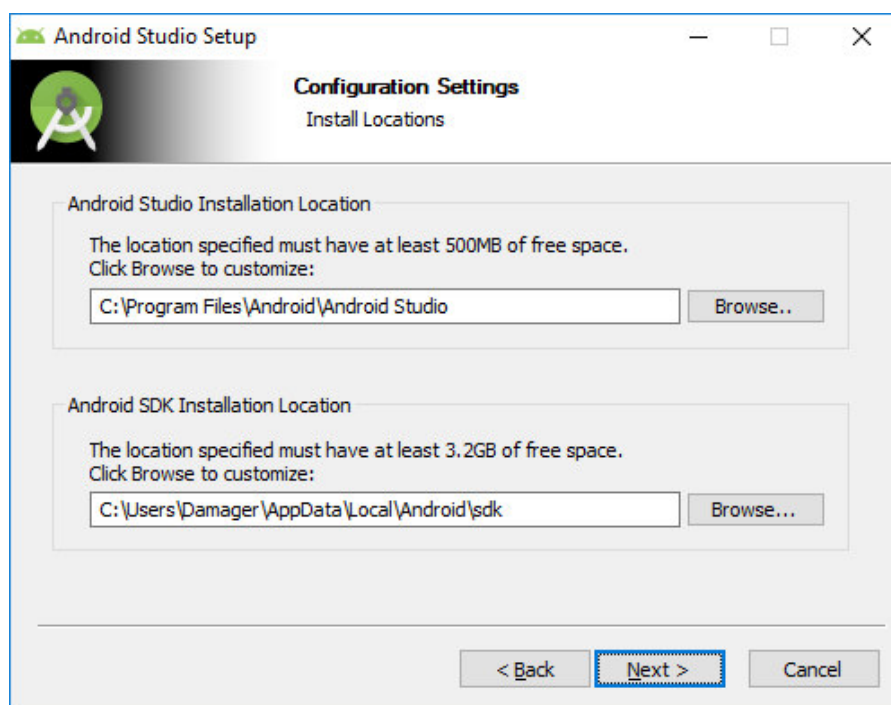 Android Studio Setup
Configuration Settings
Install Locations
Android Studio Installation Location
The location specified must have at least 500MB of free space.
Click Browse to customize:
C:\Program Files\Android\Android Studio
Browse..
Android SDK Installation Location
The location specified must have at least 3.2GB of free space.
Click Browse to customize:
C:\Users\Damager\AppData\Local\Android\sdk
Browse...
< Back
Next >
Cancel